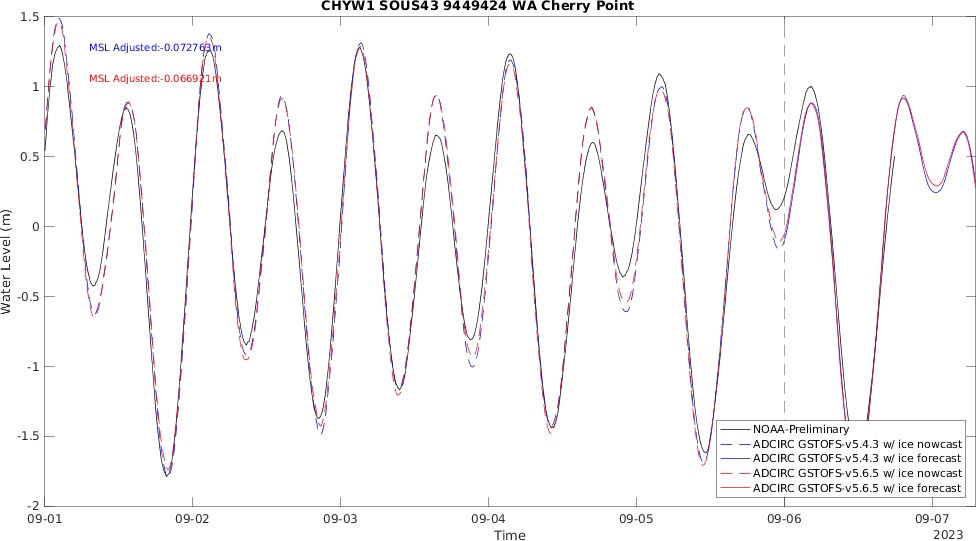 CHYW1 SOUS43 9449424 WA Cherry Point
MSL Adjusted:-0.072763m
MSL Adjusted:-0.066921m
1.5
1
0.5
0
-0.5
-1
-1.5
-2
Water Level (m)
NOAA-Preliminary
ADCIRC GSTOFS-v5.4.3 w/ ice nowcast
ADCIRC GSTOFS-v5.4.3 w/ ice forecast
ADCIRC GSTOFS-v5.6.5 w/ ice nowcast
ADCIRC GSTOFS-v5.6.5 w/ ice forecast
09-01 09-02 09-03 09-04 09-05 09-06 09-07
Time
2023